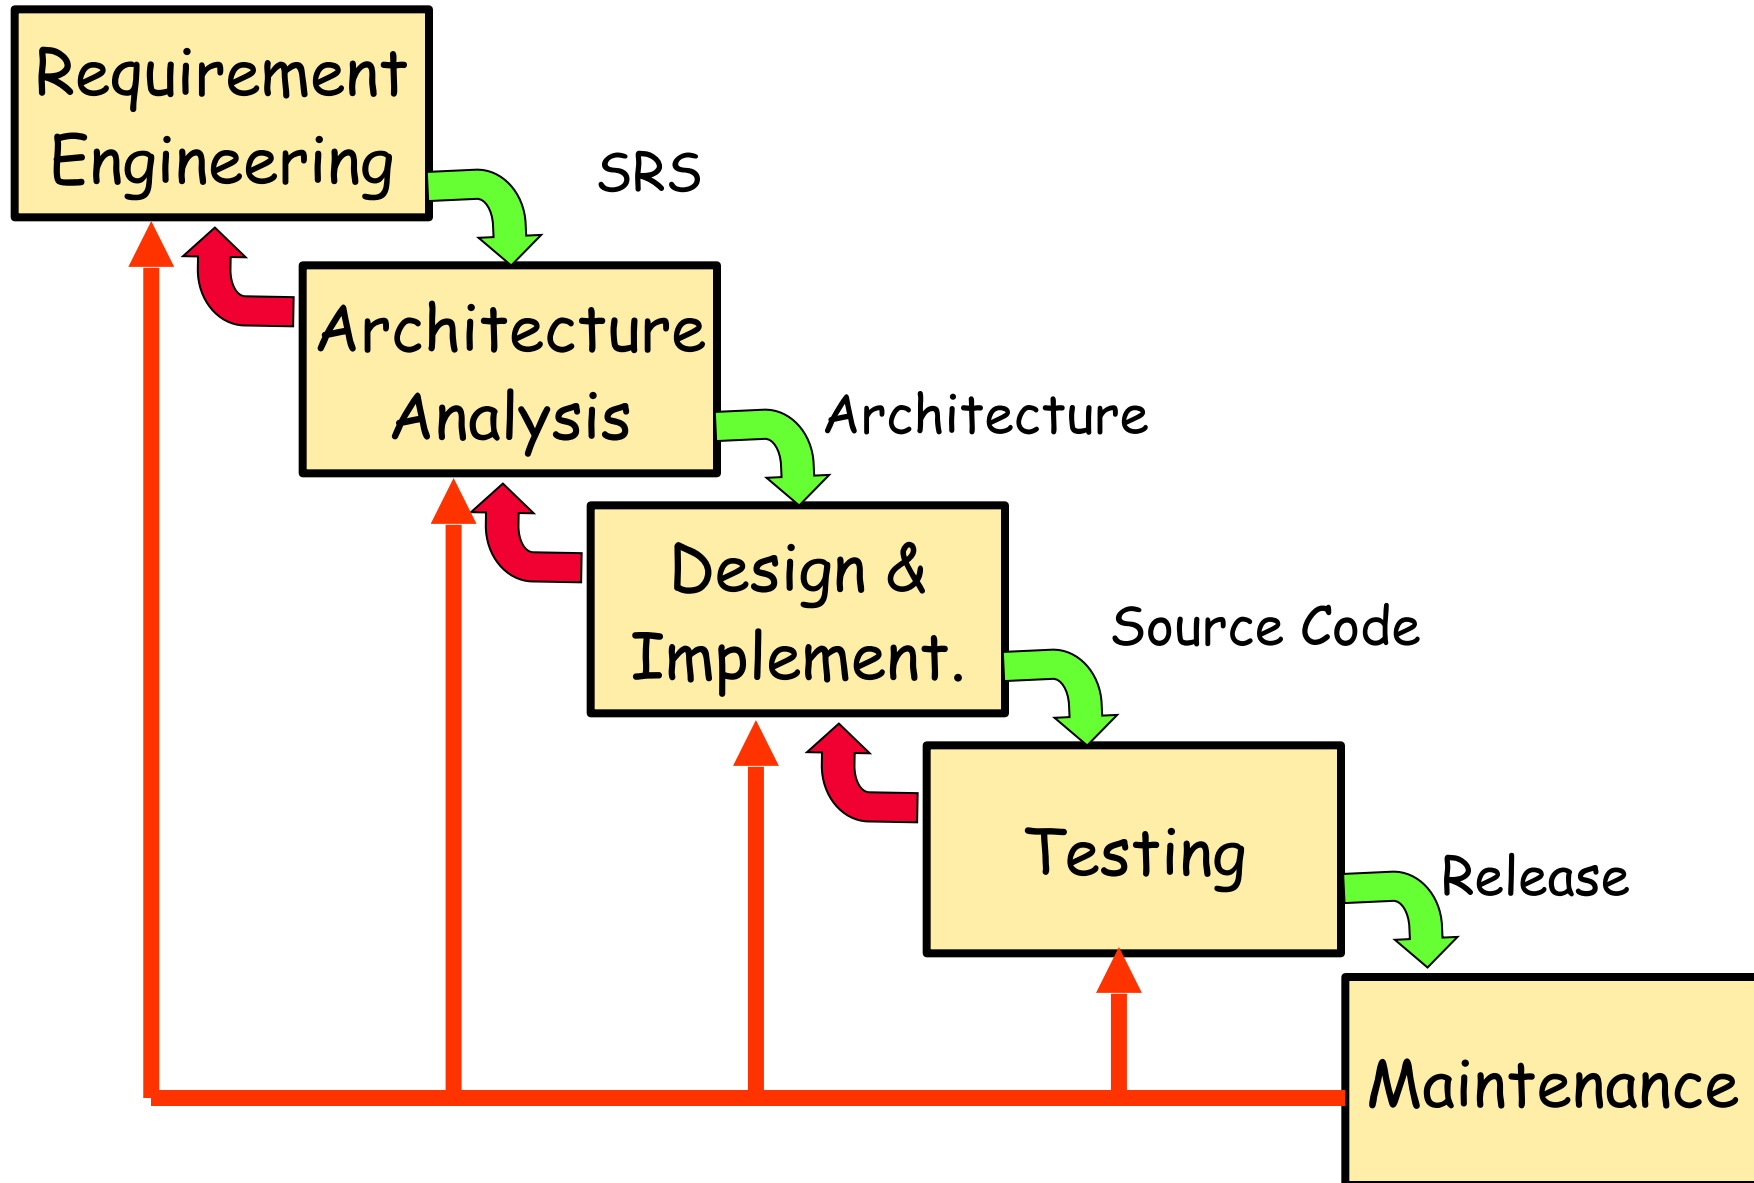 Requirement
Engineering
SRS
Architecture
Analysis
Architecture
Design &
Implement.
Source Code
Testing
Release
Maintenance